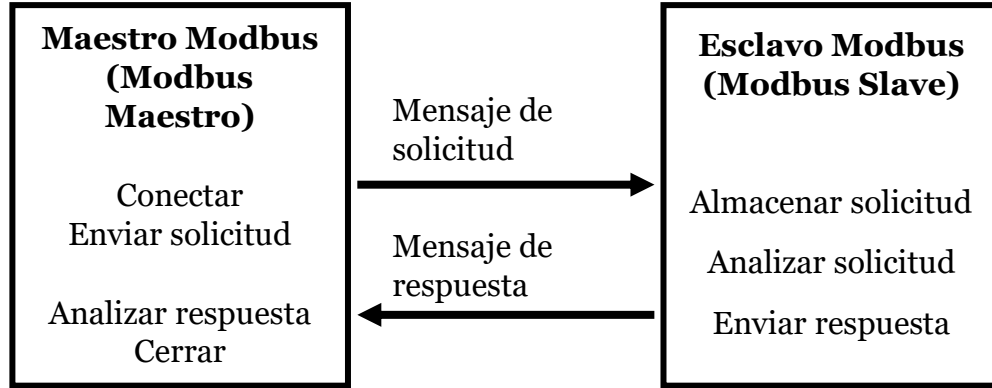 Maestro Modbus
(Modbus
Maestro)
Conectar
Enviar solicitud
Analizar respuesta
Cerrar
Mensaje de
solicitud
Mensaje de
respuesta
Esclavo Modbus
(Modbus Slave)
Almacenar solicitud
Analizar solicitud
Enviar respuesta